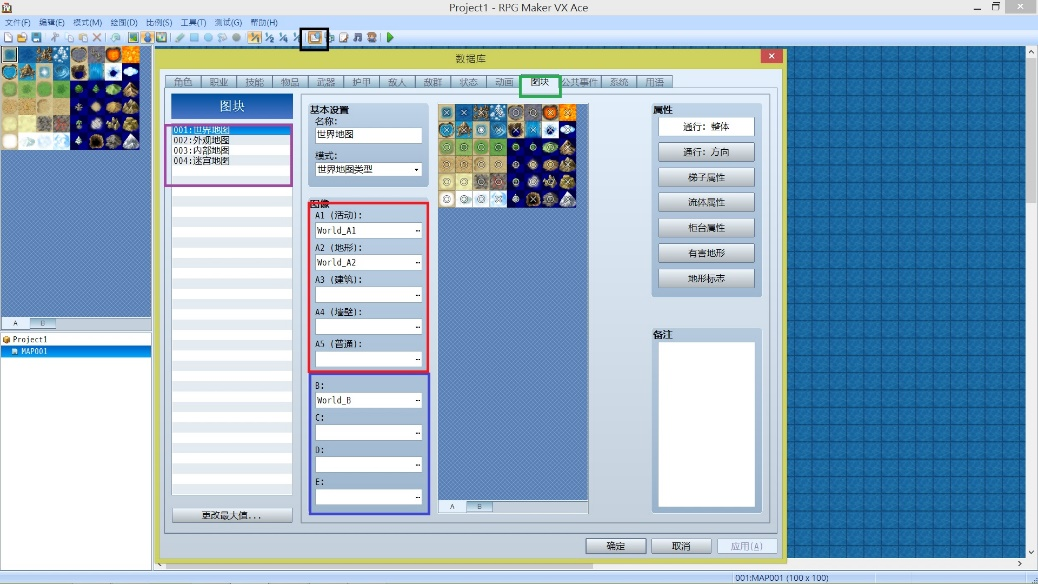 Project1 - RPG Maker VX Ace
文件(F) 编辑(E) 模式(M) 绘图(D) 比例(S) 工具(T) 测试(G) 帮助(H)
数据库
角色 职业 技能 物品 武器 护甲 敌人 敌群 状态 动画 图块 公共事件 系统 用语
图块
001:世界地图
002:外观地图
003:内部地图
004:迷宫地图
更改最大值...
基本设置
名称:
世界地图
模式:
世界地图类型
图像
A1 (活动):
World_A1
A2 (地形):
World_A2
A3 (建筑):
A4 (墙壁):
A5 (普通):
B:
World_B
C:
D:
E:
A B
属性
通行: 整体
通行: 方向
梯子属性
流体属性
柜台属性
有害地形
地形标志
备注
确定 取消 应用(A)
A B
Project1
MAP001
001:MAP001 (100 x 100)